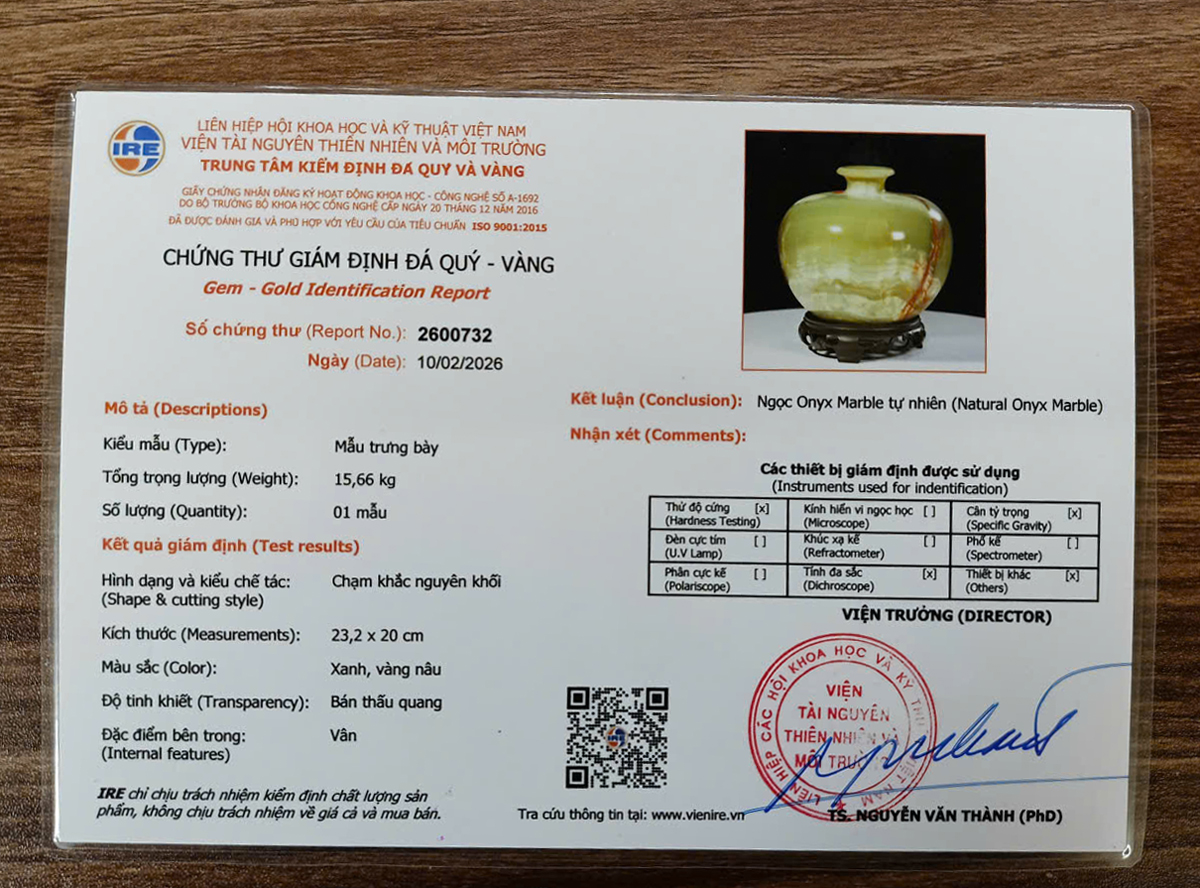 IRE
LIÊN HIỆP HỘI KHOA HỌC VÀ KỸ THUẬT VIỆT NAM
VIỆN TÀI NGUYÊN THIÊN NHIÊN VÀ MÔI TRƯỜNG
TRUNG TÂM KIỂM ĐỊNH ĐÁ QUÝ VÀ VÀNG
GIẤY CHỨNG NHẬN ĐĂNG KÝ HOẠT ĐỘNG KHOA HỌC - CÔNG NGHỆ SỐ A-1692
DO BỘ TRƯỞNG BỘ KHOA HỌC CÔNG NGHỆ CẤP NGÀY 20 THÁNG 12 NĂM 2016
ĐÃ ĐƯỢC ĐÁNH GIÁ VÀ PHÙ HỢP VỚI YÊU CẦU CỦA TIÊU CHUẨN ISO 9001:2015
CHỨNG THƯ GIÁM ĐỊNH ĐÁ QUÝ - VÀNG
Gem - Gold Identification Report
Số chứng thư (Report No.): 2600732
Ngày (Date): 10/02/2026
Mô tả (Descriptions)
Kiểu mẫu (Type): Mẫu trưng bày
Tổng trọng lượng (Weight): 15,66 kg
Số lượng (Quantity): 01 mẫu
Kết quả giám định (Test results)
Hình dạng và kiểu chế tác: Chạm khắc nguyên khối
(Shape & cutting style)
Kích thước (Measurements): 23,2 x 20 cm
Màu sắc (Color): Xanh, vàng nâu
Độ tinh khiết (Transparency): Bán thấu quang
Đặc điểm bên trong: Vân
(Internal features)
IRE chỉ chịu trách nhiệm kiểm định chất lượng sản
phẩm, không chịu trách nhiệm về giá cả và mua bán.
Kết luận (Conclusion): Ngọc Onyx Marble tự nhiên (Natural Onyx Marble)
Nhận xét (Comments):
Các thiết bị giám định được sử dụng
(Instruments used for indentification)
Thử độ cứng [x] Kính hiển vi ngọc học [ ] Cân tỷ trọng [x]
(Hardness Testing) (Microscope) (Specific Gravity)
Đèn cực tím [ ] Khúc xạ kế [ ] Phổ kế [ ]
(U.V Lamp) (Refractometer) (Spectrometer)
Phân cực kế [ ] Tính đa sắc [x] Thiết bị khác [x]
(Polariscope) (Dichroscope) (Others)
VIỆN TRƯỞNG (DIRECTOR)
LIÊN HIỆP CÁC HỘI KHOA HỌC VÀ KỸ THUẬT VIỆT NAM
VIỆN
TÀI NGUYÊN
THIÊN NHIÊN VÀ
MÔI TRƯỜNG
IRE
Tra cứu thông tin tại: www.vienire.vn
TS. NGUYỄN VĂN THÀNH (PhD)